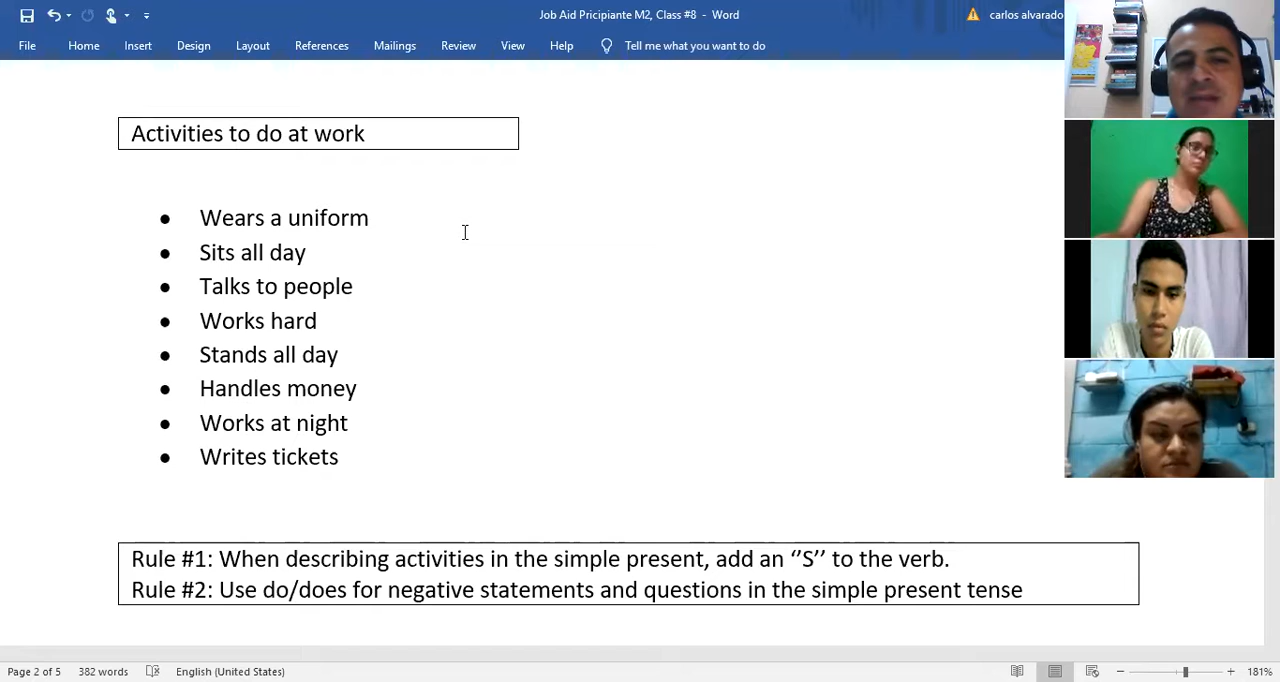 Job Aid Pricipiante M2, Class #8 - Word
carlos alvarado
File Home Insert Design Layout References Mailings Review View Help Tell me what you want to do
Activities to do at work
● Wears a uniform
● Sits all day
● Talks to people
● Works hard
● Stands all day
● Handles money
● Works at night
● Writes tickets
Rule #1: When describing activities in the simple present, add an ‘’S’’ to the verb.
Rule #2: Use do/does for negative statements and questions in the simple present tense
Page 2 of 5 382 words English (United States) 181%